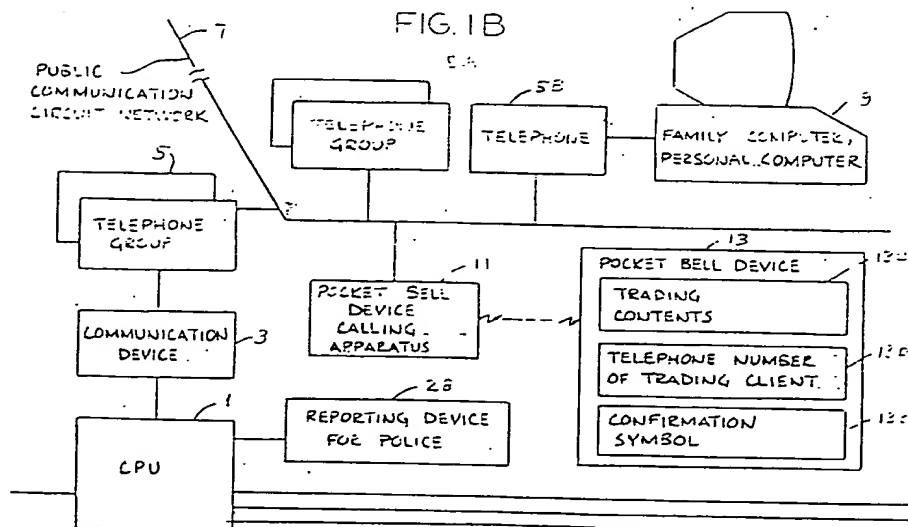 FIG. 1B
7
PUBLIC
COMMUNICATION
CIRCUIT NETWORK
5A
TELEPHONE
GROUP
5B
TELEPHONE
9
FAMILY COMPUTER,
PERSONAL COMPUTER
5
TELEPHONE
GROUP
7
COMMUNICATION
DEVICE
3
11
POCKET BELL
DEVICE
CALLING
APPARATUS
13
POCKET BELL DEVICE
TRADING
CONTENTS
TELEPHONE NUMBER
OF TRADING CLIENT
CONFIRMATION
SYMBOL
1
CPU
28
REPORTING DEVICE
FOR POLICE